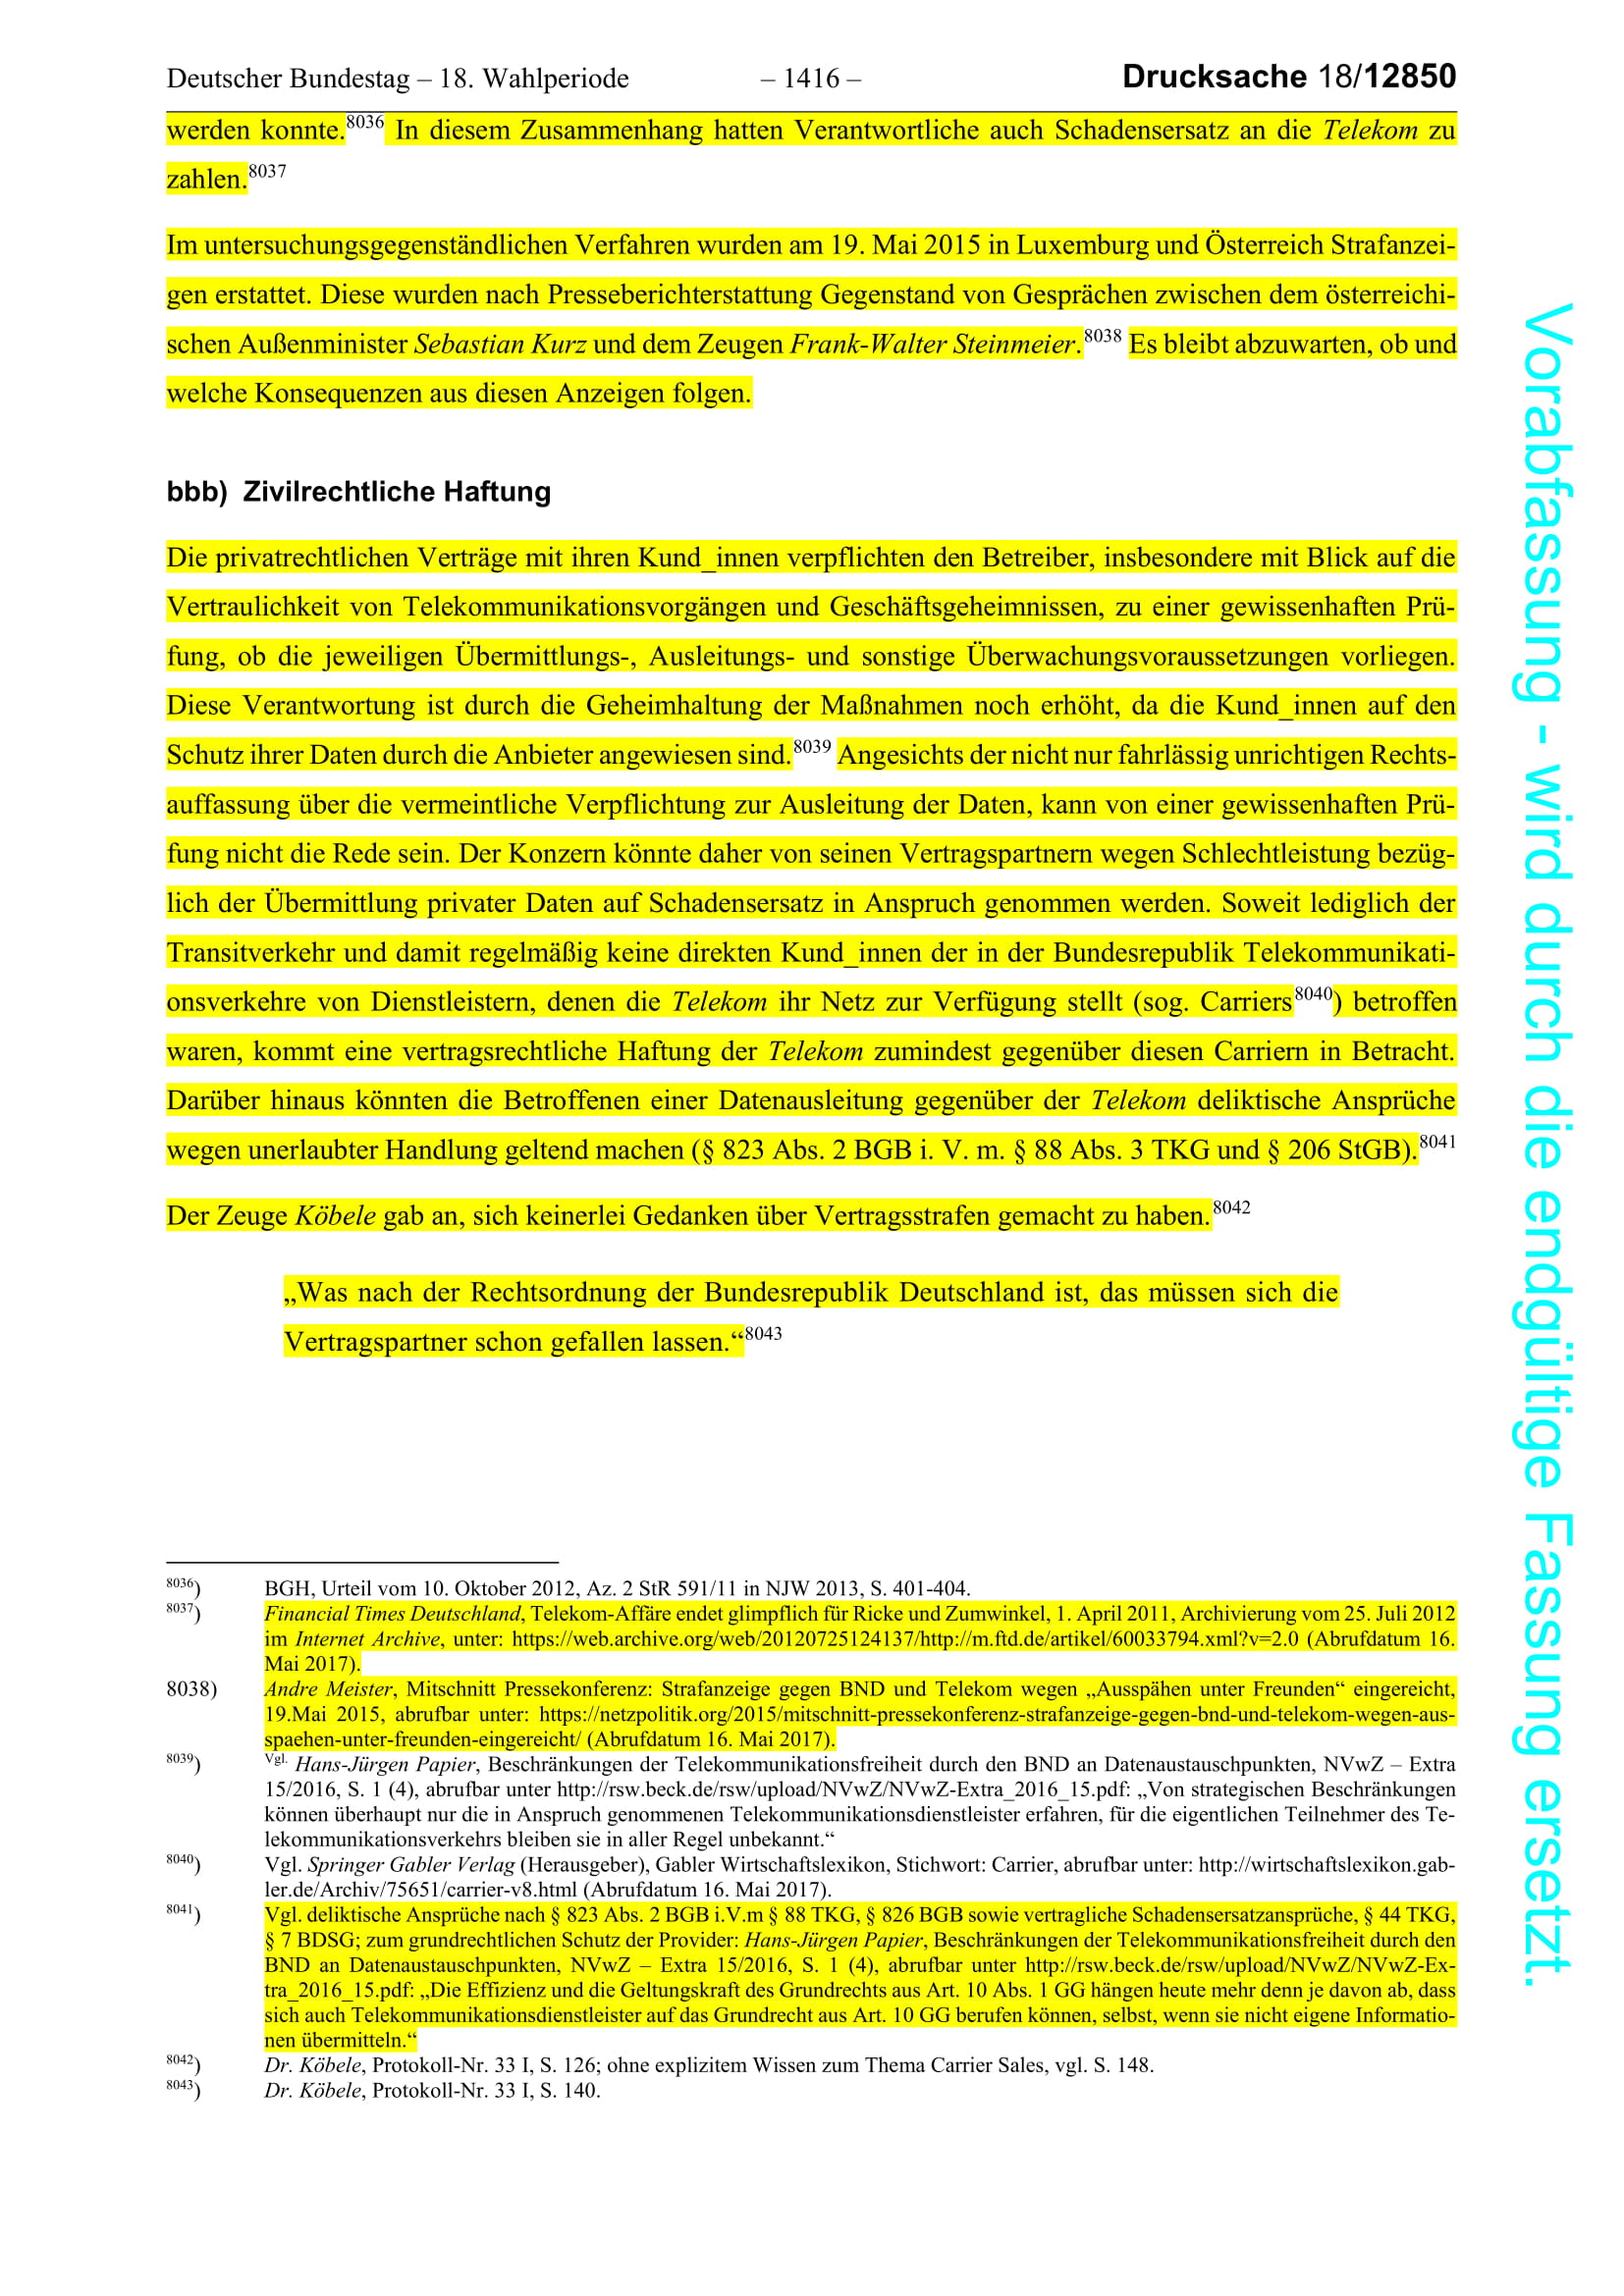 Deutscher Bundestag – 18. Wahlperiode – 1416 – Drucksache 18/12850
werden konnte.8036 In diesem Zusammenhang hatten Verantwortliche auch Schadensersatz an die Telekom zu
zahlen.8037
Im untersuchungsgegenständlichen Verfahren wurden am 19. Mai 2015 in Luxemburg und Österreich Strafanzei-
gen erstattet. Diese wurden nach Presseberichterstattung Gegenstand von Gesprächen zwischen dem österreichi-
schen Außenminister Sebastian Kurz und dem Zeugen Frank-Walter Steinmeier.8038 Es bleibt abzuwarten, ob und
welche Konsequenzen aus diesen Anzeigen folgen.
bbb) Zivilrechtliche Haftung
Die privatrechtlichen Verträge mit ihren Kund_innen verpflichten den Betreiber, insbesondere mit Blick auf die
Vertraulichkeit von Telekommunikationsvorgängen und Geschäftsgeheimnissen, zu einer gewissenhaften Prü-
fung, ob die jeweiligen Übermittlungs-, Ausleitungs- und sonstige Überwachungsvoraussetzungen vorliegen.
Diese Verantwortung ist durch die Geheimhaltung der Maßnahmen noch erhöht, da die Kund_innen auf den
Schutz ihrer Daten durch die Anbieter angewiesen sind.8039 Angesichts der nicht nur fahrlässig unrichtigen Rechts-
auffassung über die vermeintliche Verpflichtung zur Ausleitung der Daten, kann von einer gewissenhaften Prü-
fung nicht die Rede sein. Der Konzern könnte daher von seinen Vertragspartnern wegen Schlechtleistung bezüg-
lich der Übermittlung privater Daten auf Schadensersatz in Anspruch genommen werden. Soweit lediglich der
Transitverkehr und damit regelmäßig keine direkten Kund_innen der in der Bundesrepublik Telekommunikati-
onsverkehre von Dienstleistern, denen die Telekom ihr Netz zur Verfügung stellt (sog. Carriers8040) betroffen
waren, kommt eine vertragsrechtliche Haftung der Telekom zumindest gegenüber diesen Carriern in Betracht.
Darüber hinaus könnten die Betroffenen einer Datenausleitung gegenüber der Telekom deliktische Ansprüche
wegen unerlaubter Handlung geltend machen (§ 823 Abs. 2 BGB i. V. m. § 88 Abs. 3 TKG und § 206 StGB).8041
Der Zeuge Köbele gab an, sich keinerlei Gedanken über Vertragsstrafen gemacht zu haben.8042
„Was nach der Rechtsordnung der Bundesrepublik Deutschland ist, das müssen sich die
Vertragspartner schon gefallen lassen.“8043
8036) BGH, Urteil vom 10. Oktober 2012, Az. 2 StR 591/11 in NJW 2013, S. 401-404.
8037) Financial Times Deutschland, Telekom-Affäre endet glimpflich für Ricke und Zumwinkel, 1. April 2011, Archivierung vom 25. Juli 2012
im Internet Archive, unter: https://web.archive.org/web/20120725124137/http://m.ftd.de/artikel/60033794.xml?v=2.0 (Abrufdatum 16.
Mai 2017).
8038) Andre Meister, Mitschnitt Pressekonferenz: Strafanzeige gegen BND und Telekom wegen „Ausspähen unter Freunden“ eingereicht,
19.Mai 2015, abrufbar unter: https://netzpolitik.org/2015/mitschnitt-pressekonferenz-strafanzeige-gegen-bnd-und-telekom-wegen-aus-
spaehen-unter-freunden-eingereicht/ (Abrufdatum 16. Mai 2017).
8039) Vgl. Hans-Jürgen Papier, Beschränkungen der Telekommunikationsfreiheit durch den BND an Datenaustauschpunkten, NVwZ – Extra
15/2016, S. 1 (4), abrufbar unter http://rsw.beck.de/rsw/upload/NVwZ/NVwZ-Extra_2016_15.pdf: „Von strategischen Beschränkungen
können überhaupt nur die in Anspruch genommenen Telekommunikationsdienstleister erfahren, für die eigentlichen Teilnehmer des Te-
lekommunikationsverkehrs bleiben sie in aller Regel unbekannt.“
8040) Vgl. Springer Gabler Verlag (Herausgeber), Gabler Wirtschaftslexikon, Stichwort: Carrier, abrufbar unter: http://wirtschaftslexikon.gab-
ler.de/Archiv/75651/carrier-v8.html (Abrufdatum 16. Mai 2017).
8041) Vgl. deliktische Ansprüche nach § 823 Abs. 2 BGB i.V.m § 88 TKG, § 826 BGB sowie vertragliche Schadensersatzansprüche, § 44 TKG,
§ 7 BDSG; zum grundrechtlichen Schutz der Provider: Hans-Jürgen Papier, Beschränkungen der Telekommunikationsfreiheit durch den
BND an Datenaustauschpunkten, NVwZ – Extra 15/2016, S. 1 (4), abrufbar unter http://rsw.beck.de/rsw/upload/NVwZ/NVwZ-Ex-
tra_2016_15.pdf: „Die Effizienz und die Geltungskraft des Grundrechts aus Art. 10 Abs. 1 GG hängen heute mehr denn je davon ab, dass
sich auch Telekommunikationsdienstleister auf das Grundrecht aus Art. 10 GG berufen können, selbst, wenn sie nicht eigene Informatio-
nen übermitteln.“
8042) Dr. Köbele, Protokoll-Nr. 33 I, S. 126; ohne explizitem Wissen zum Thema Carrier Sales, vgl. S. 148.
8043) Dr. Köbele, Protokoll-Nr. 33 I, S. 140.
Vorabfassung - wird durch die endgültige Fassung ersetzt.